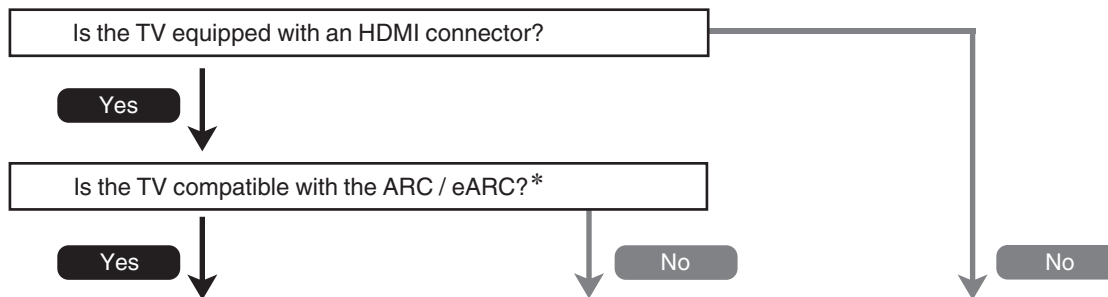 Is the TV equipped with an HDMI connector?
Yes
Is the TV compatible with the ARC / eARC?*
Yes
No
No